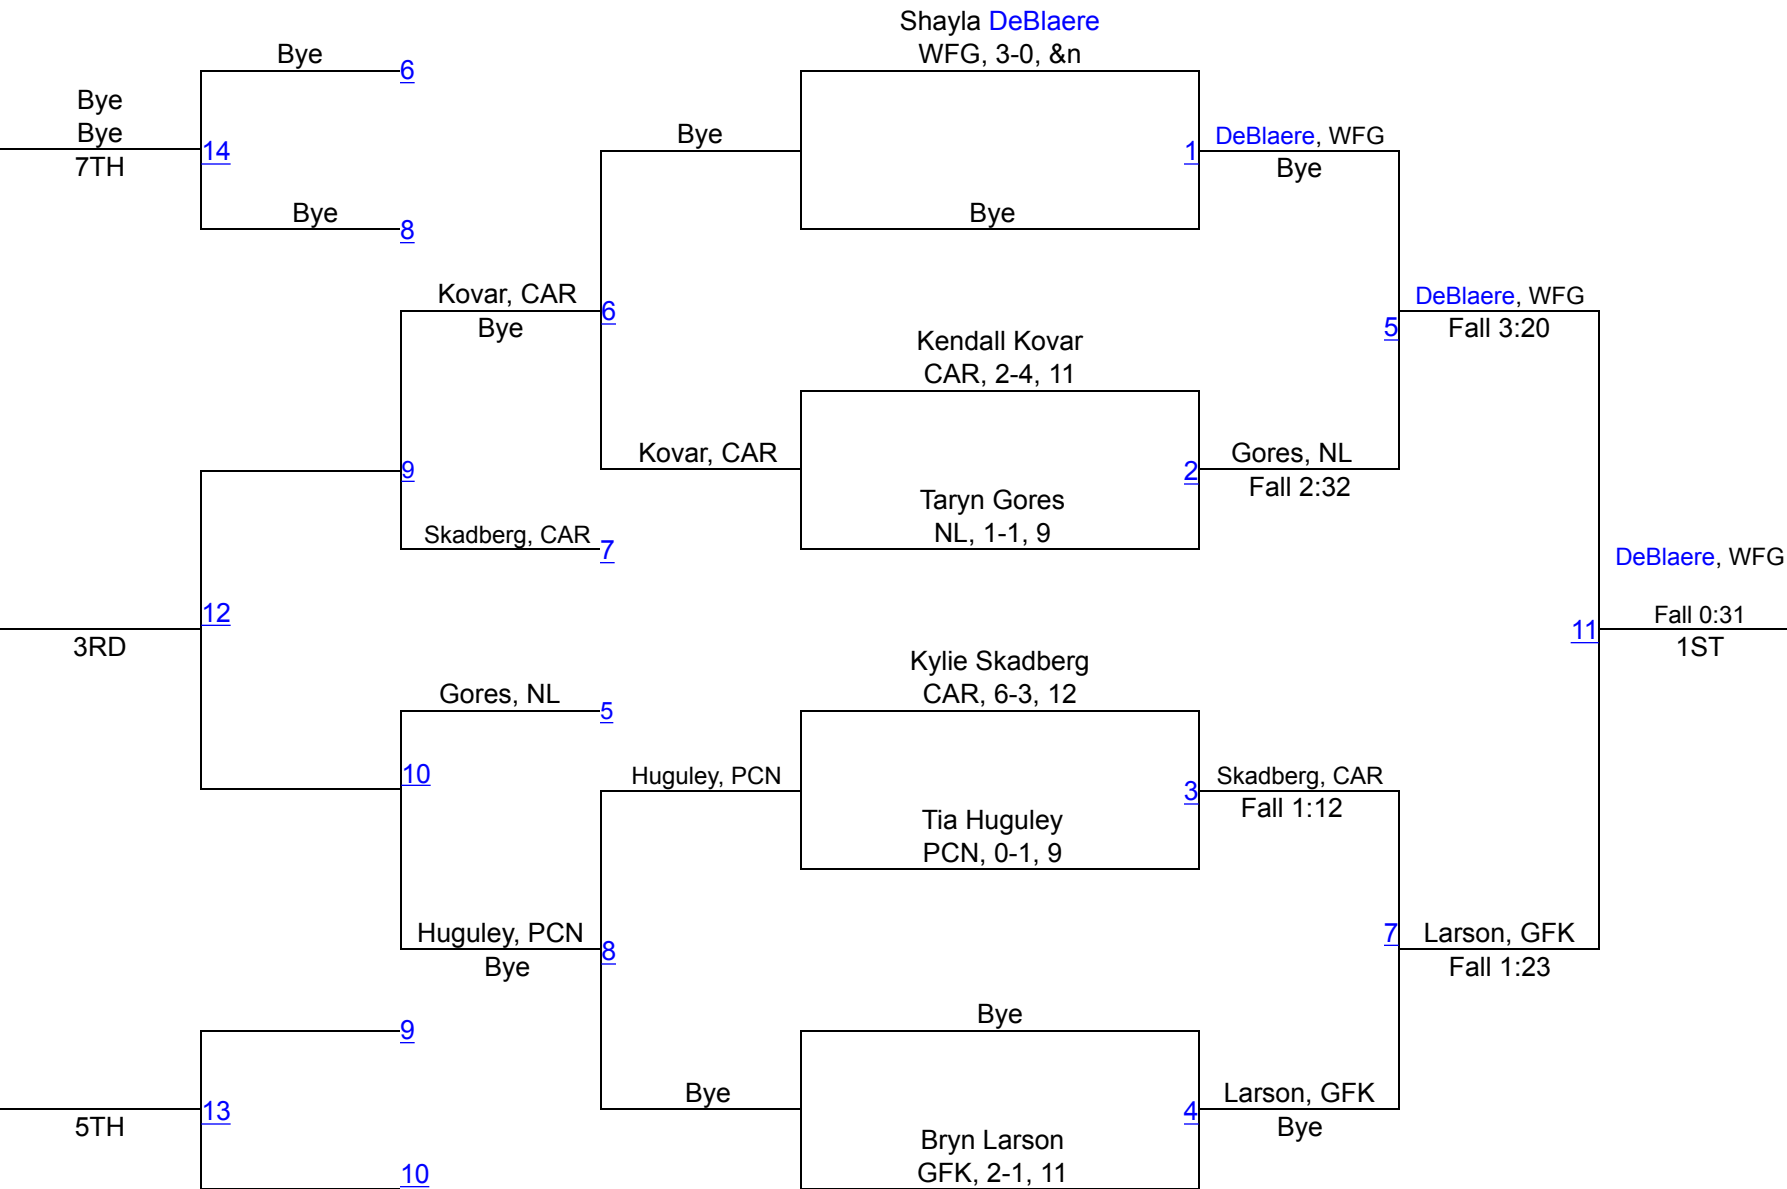 Shayla DeBlaere
WFG, 3-0, &n
Bye
6
Bye
Bye
7TH
14
Bye
8
Bye
1
DeBlaere, WFG
Bye
Bye
Kovar, CAR
Bye
6
DeBlaere, WFG
Fall 3:20
5
Kendall Kovar
CAR, 2-4, 11
Kovar, CAR
2
Gores, NL
Fall 2:32
Taryn Gores
NL, 1-1, 9
9
Skadberg, CAR
7
DeBlaere, WFG
Fall 0:31
1ST
11
12
3RD
Kylie Skadberg
CAR, 6-3, 12
Gores, NL
5
10
Huguley, PCN
3
Skadberg, CAR
Fall 1:12
Tia Huguley
PCN, 0-1, 9
Huguley, PCN
Bye
8
7
Larson, GFK
Fall 1:23
Bye
9
Bye
4
Larson, GFK
Bye
13
5TH
Bryn Larson
GFK, 2-1, 11
10